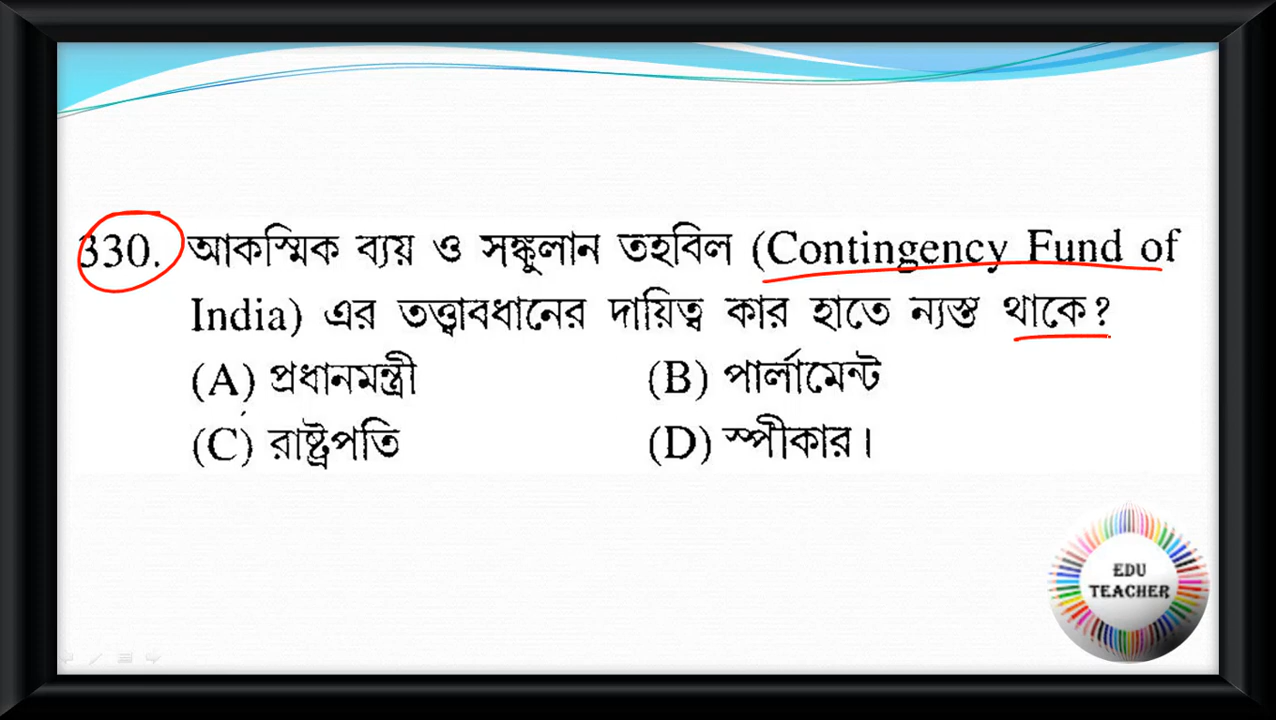 330. আকস্মিক ব্যয় ও সঙ্কুলান তহবিল (Contingency Fund of
India) এর তত্ত্বাবধানের দায়িত্ব কার হাতে ন্যস্ত থাকে?
(A) প্রধানমন্ত্রী (B) পার্লামেন্ট
(C) রাষ্ট্রপতি (D) স্পীকার।
EDU
TEACHER